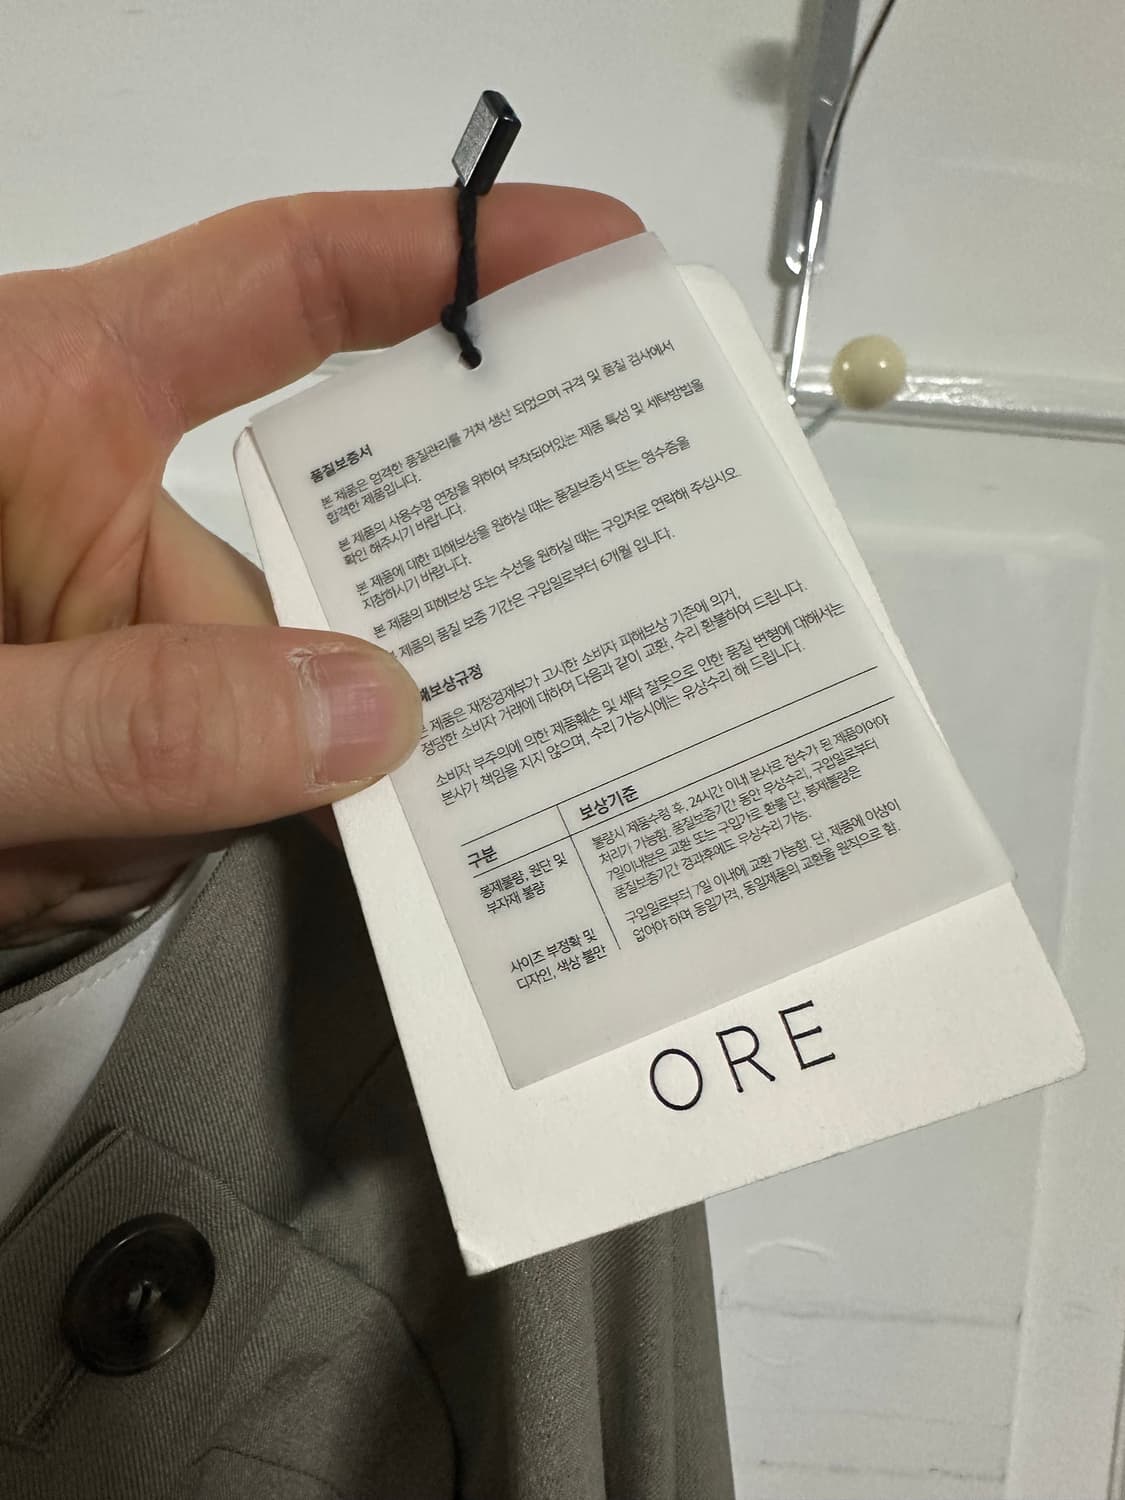 품질보증서
본 제품은 엄격한 품질관리를 거쳐 생산 되었으며 규격 및 품질 검사에서
합격한 제품입니다.
본 제품의 사용수명 연장을 위하여 부착되어있는 제품 특성 및 세탁방법을
확인 해주시기 바랍니다.
본 제품에 대한 피해보상을 원하실 때는 품질보증서 또는 영수증을
지참하시기 바랍니다.
본 제품의 피해보상 또는 수선을 원하실 때는 구입처로 연락해 주십시오.
제품의 품질 보증 기간은 구입일로부터 6개월 입니다.
해보상규정
본 제품은 재정경제부가 고시한 소비자 피해보상 기준에 의거,
정당한 소비자 거래에 대하여 다음과 같이 교환, 수리 환불하여 드립니다.
소비자 부주의에 의한 제품훼손 및 세탁 잘못으로 인한 품질 변형에 대해서는
본사가 책임을 지지 않으며, 수리 가능시에는 유상수리 해 드립니다.
구분
보상기준
봉제불량, 원단 및
부자재 불량
불량시 제품수령 후, 24시간 이내 본사로 접수가 된 제품이어야
처리가 가능함. 품질보증기간 동안 무상수리, 구입일로부터
7일이내분은 교환 또는 구입가로 환불 단, 봉제불량은
품질보증기간 경과후에도 무상수리 가능.
사이즈 부정확 및
디자인, 색상 불만
구입일로부터 7일 이내에 교환 가능함. 단, 제품에 이상이
없어야 하며 동일가격, 동일제품의 교환을 원칙으로 함.
ORE